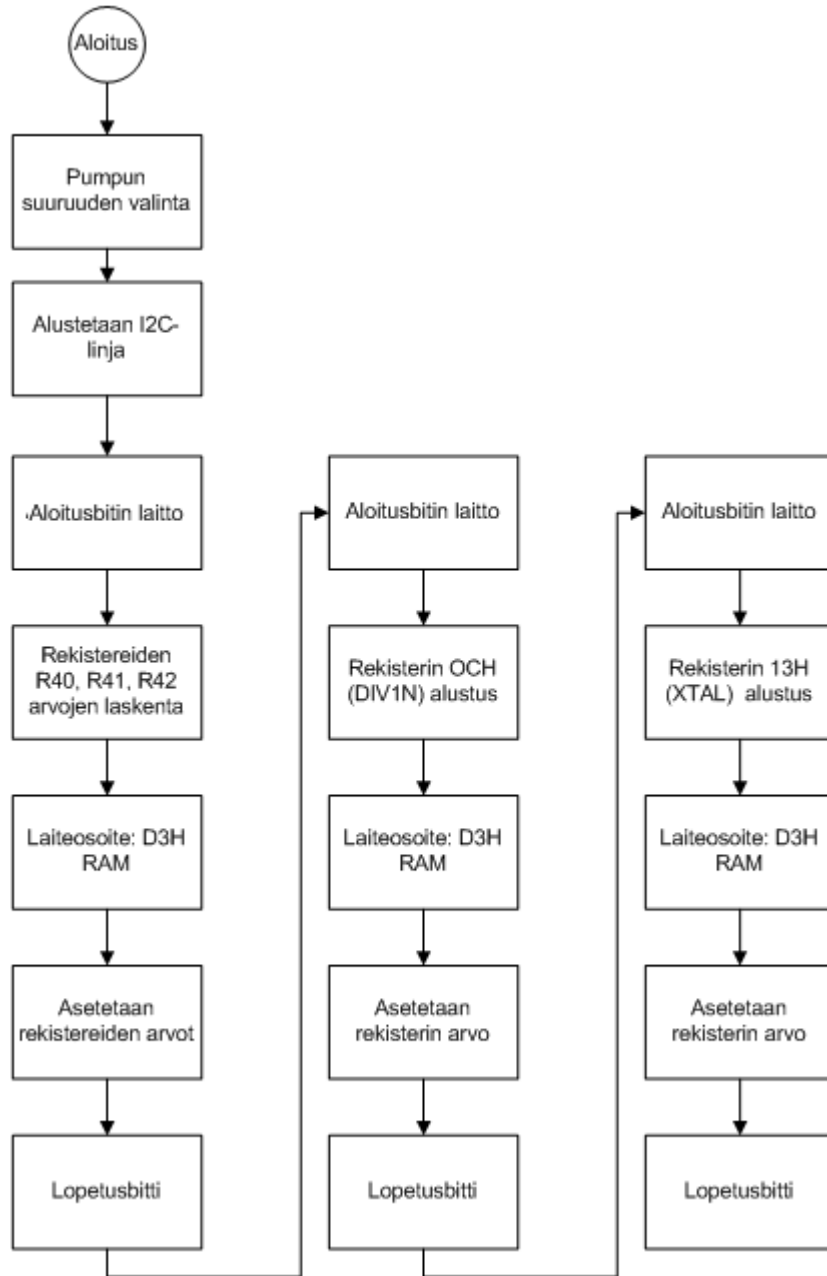 Aloitus
Pumpun
suuruuden valinta
Alustetaan I2C-
linja
Aloitusbitin laitto
Rekistereiden
R40, R41, R42
arvojen laskenta
Laiteosoite: D3H
RAM
Asetetaan
rekistereiden arvot
Lopetusbitti
Aloitusbitin laitto
Rekisterin OCH
(DIV1N) alustus
Laiteosoite: D3H
RAM
Asetetaan
rekisterin arvo
Lopetusbitti
Aloitusbitin laitto
Rekisterin 13H
(XTAL) alustus
Laiteosoite: D3H
RAM
Asetetaan
rekisterin arvo
Lopetusbitti